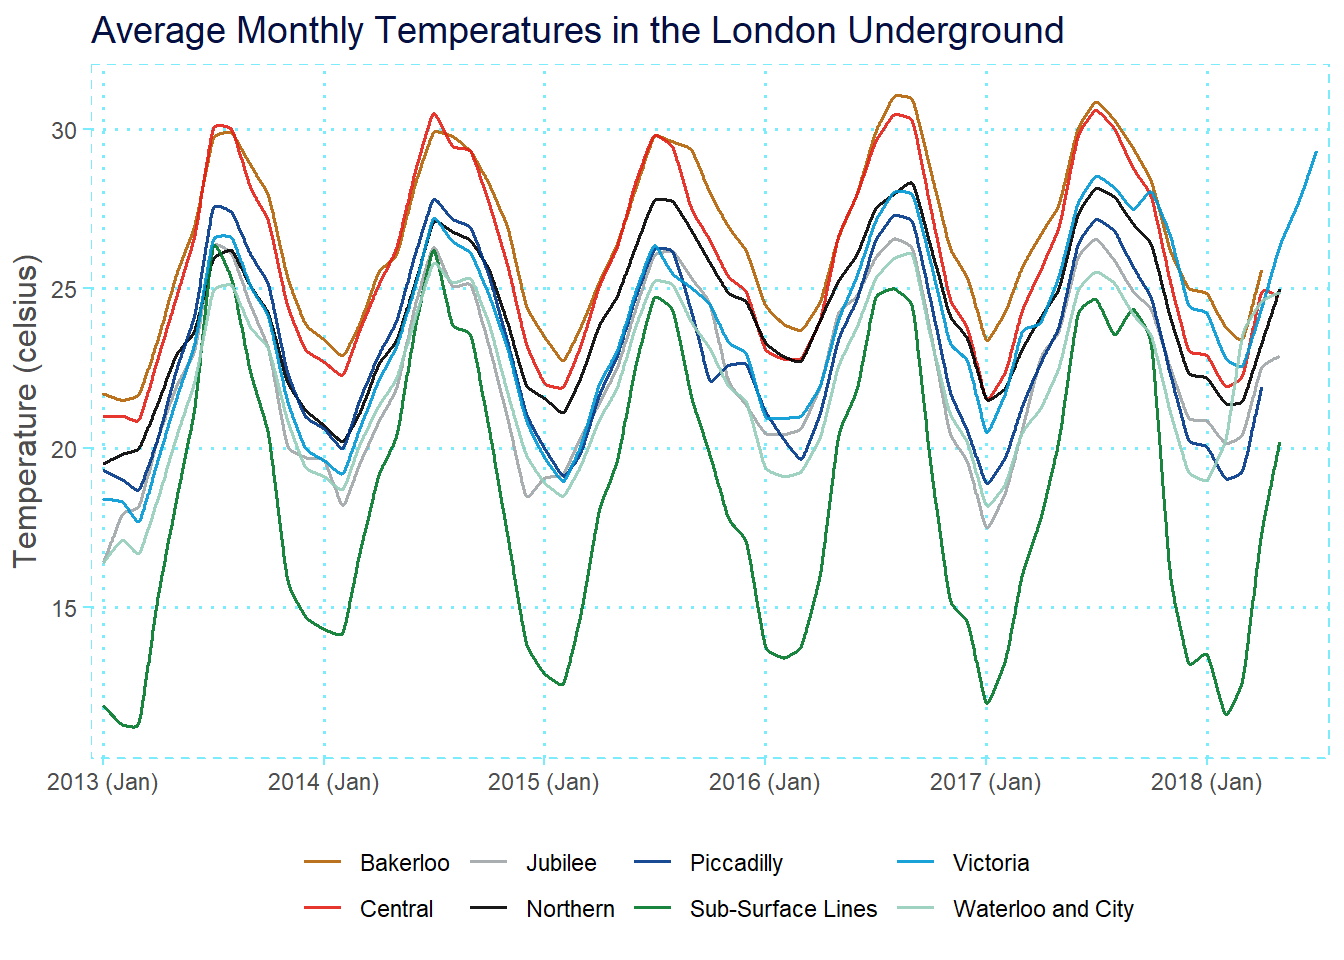 Average Monthly Temperatures in the London Underground
Temperature (celsius)
30
25
20
15
2013 (Jan) 2014 (Jan) 2015 (Jan) 2016 (Jan) 2017 (Jan) 2018 (Jan)
Bakerloo Jubilee Piccadilly Victoria
Central Northern Sub-Surface Lines Waterloo and City